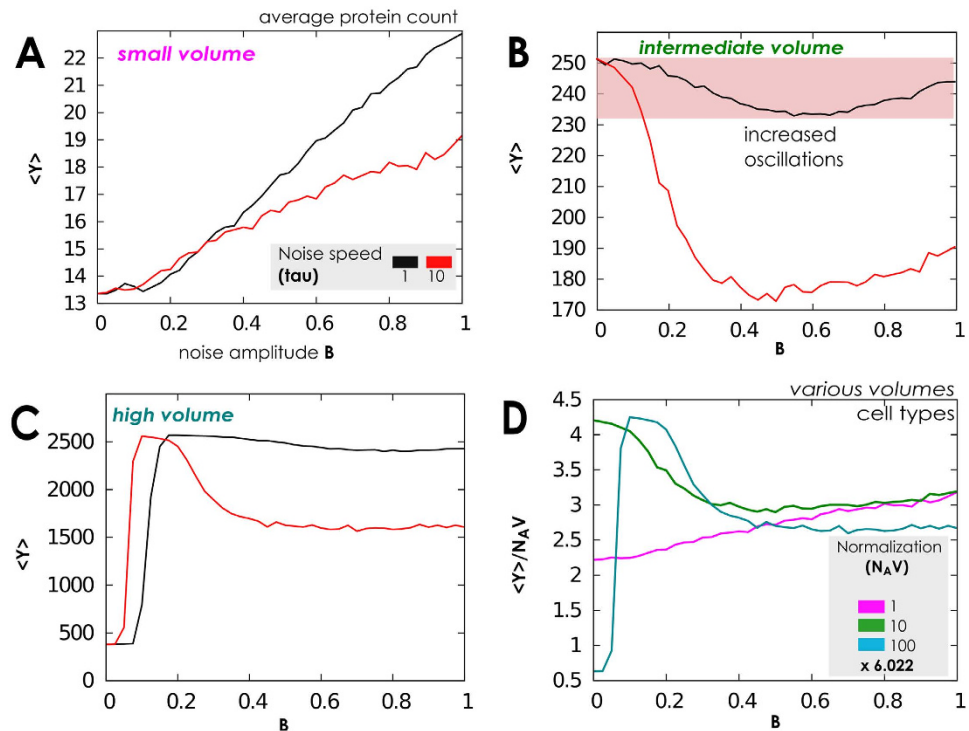 average protein count
A
small volume
22
21
20
19
18
17
16
15
14
13
<Y>
0
0.2
0.4
0.6
0.8
1
noise amplitude B
Noise speed
(tau)
1
10
B
intermediate volume
250
240
230
220
210
200
190
180
170
<Y>
increased
oscillations
0
0.2
0.4
0.6
0.8
1
B
C
high volume
2500
2000
1500
1000
500
0
<Y>
0
0.2
0.4
0.6
0.8
1
B
various volumes
cell types
D
4.5
4
3.5
3
2.5
2
1.5
1
0.5
<Y>/NAV
0
0.2
0.4
0.6
0.8
1
B
Normalization
(NAV)
1
10
100
x 6.022